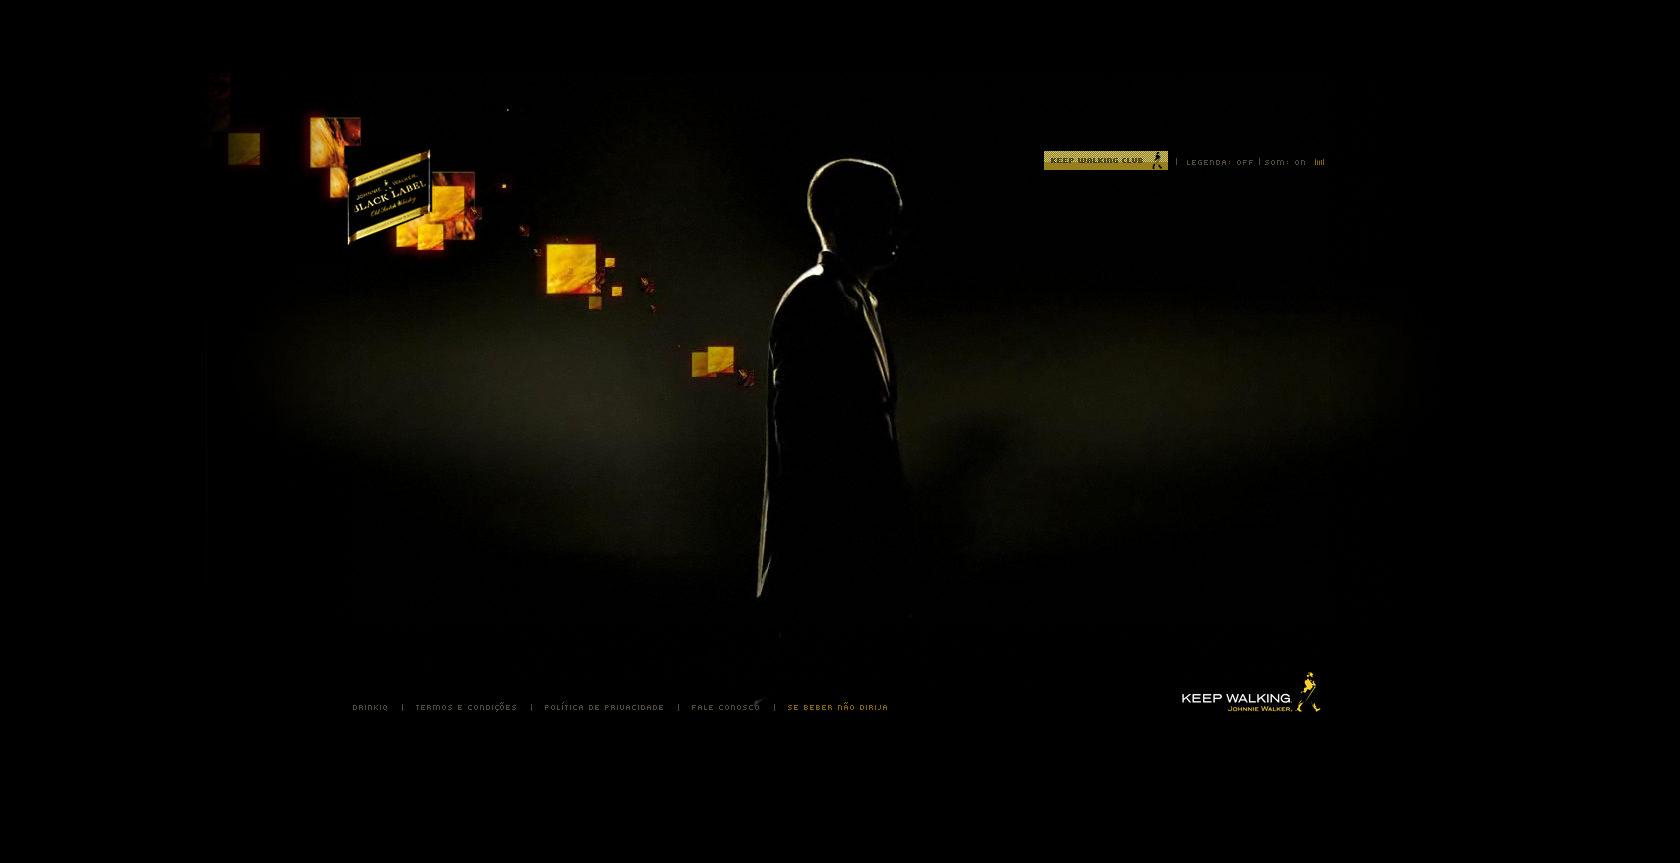 KEEP WALKING CLUB | LEGENDA: OFF | SOM: ON
JOHNNIE WALKER.
BLACK LABEL
Old Scotch Whisky
KEEP WALKING.
JOHNNIE WALKER.
DRINKIQ | TERMOS E CONDIÇÕES | POLÍTICA DE PRIVACIDADE | FALE CONOSCO | SE BEBER NÃO DIRIJA